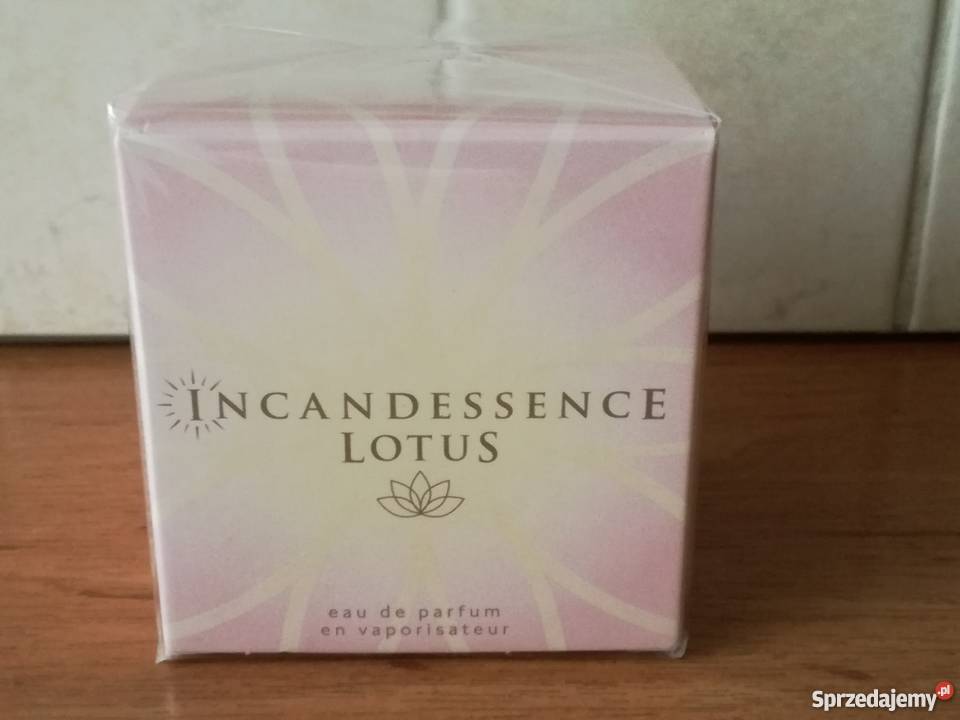 INCANDESSENCE
LOTUS
eau de parfum
en vaporisateur
Sprzedajemy.pl